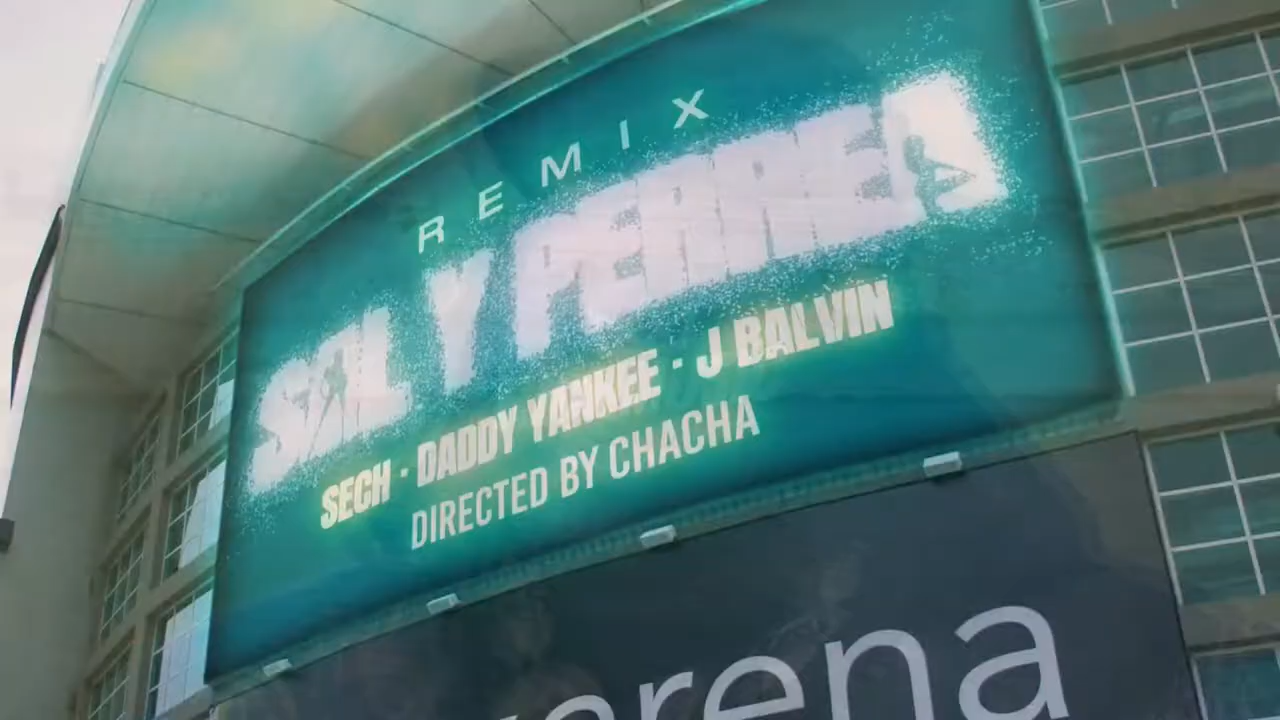 REMIX
SAL Y PERREA
SECH · DADDY YANKEE · J BALVIN
DIRECTED BY CHACHA
arena